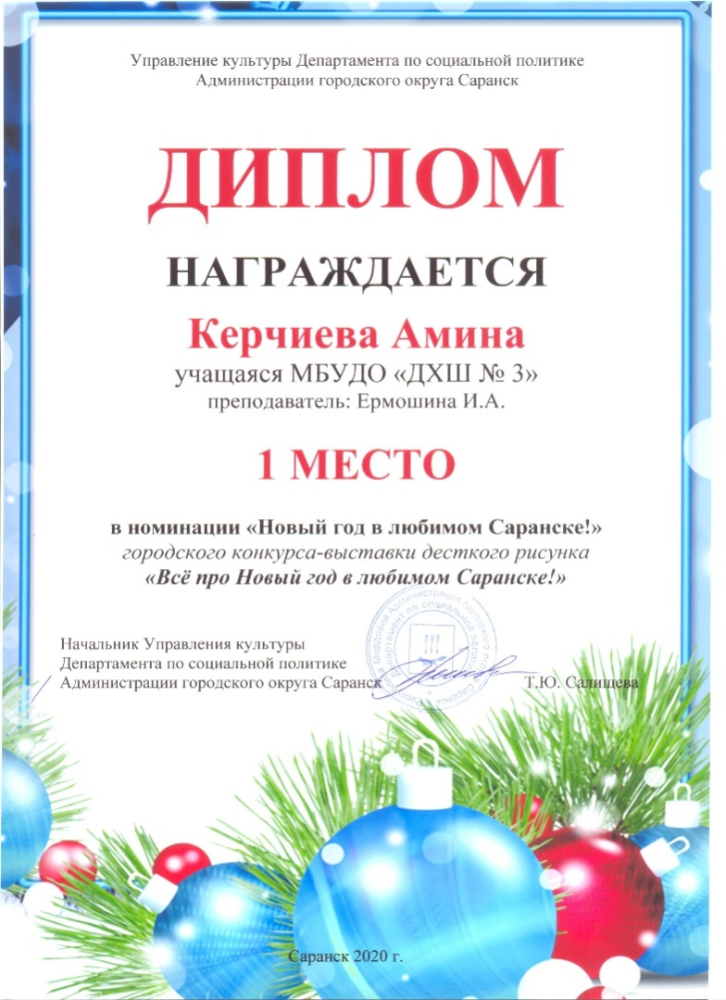 Управление культуры Департамента по социальной политике
Администрации городского округа Саранск
ДИПЛОМ
НАГРАЖДАЕТСЯ
Керчиева Амина
учащаяся МБУДО «ДХШ № 3»
преподаватель: Ермошина И.А.
1 МЕСТО
в номинации «Новый год в любимом Саранске!»
городского конкурса-выставки десткого рисунка
«Всё про Новый год в любимом Саранске!»
Начальник Управления культуры
Департамента по социальной политике
Администрации городского округа Саранск
Т.Ю. Салищева
Саранск 2020 г.